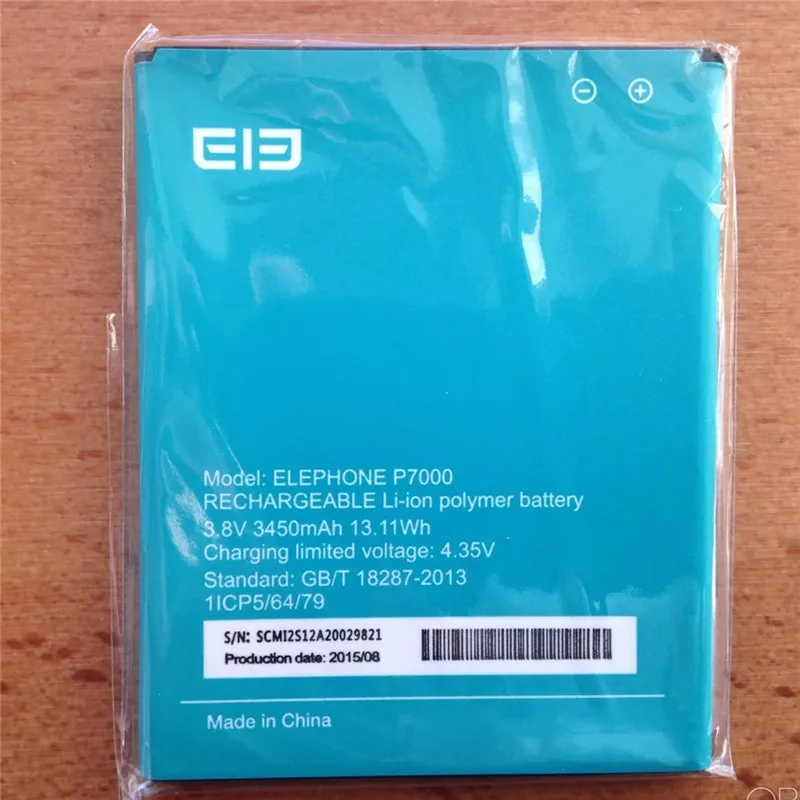 Model: ELEPHONE P7000
RECHARGEABLE Li-ion polymer battery
3.8V 3450mAh 13.11Wh
Charging limited voltage: 4.35V
Standard: GB/T 18287-2013
1ICP5/64/79
S/N: SCMI2S12A20029821
Production date: 2015/08
Made in China